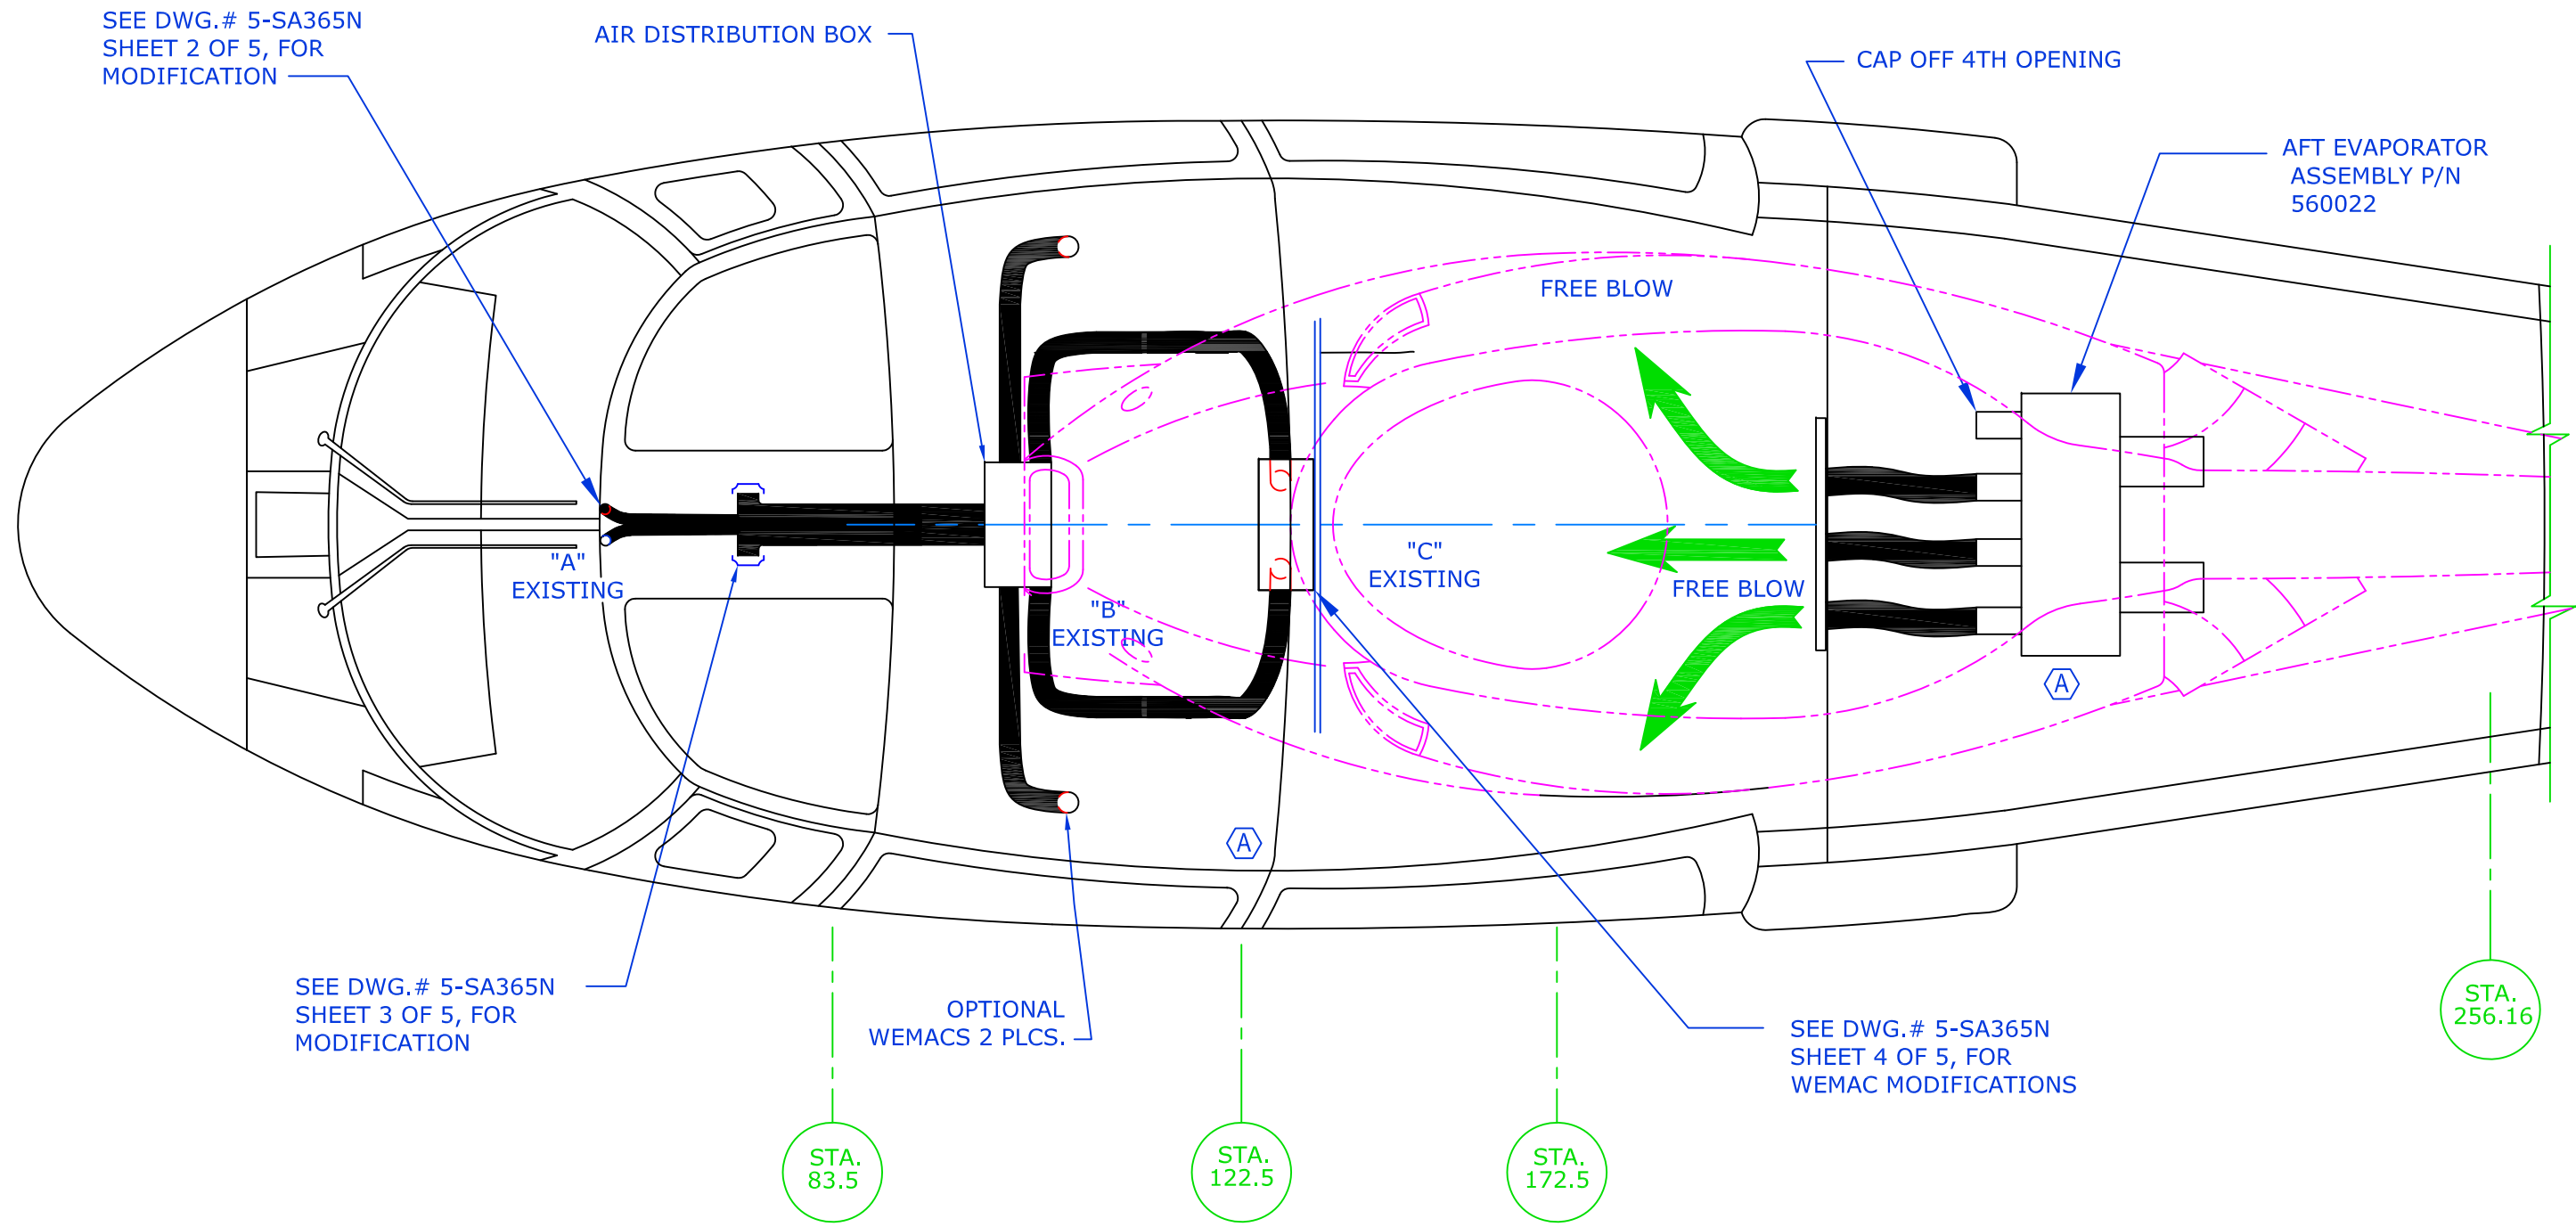 SEE DWG.# 5-SA365N
SHEET 2 OF 5, FOR
MODIFICATION
AIR DISTRIBUTION BOX
CAP OFF 4TH OPENING
AFT EVAPORATOR
ASSEMBLY P/N
560022
FREE BLOW
"A"
EXISTING
"B"
EXISTING
"C"
EXISTING
FREE BLOW
A
A
SEE DWG.# 5-SA365N
SHEET 3 OF 5, FOR
MODIFICATION
OPTIONAL
WEMACS 2 PLCS.
SEE DWG.# 5-SA365N
SHEET 4 OF 5, FOR
WEMAC MODIFICATIONS
STA.
256.16
STA.
83.5
STA.
122.5
STA.
172.5